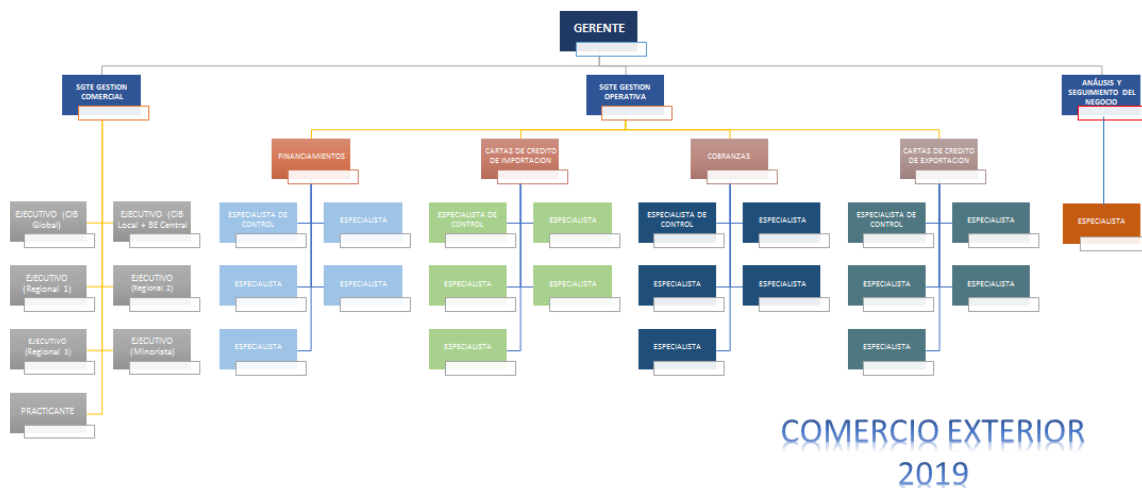 GERENTE
SGTE GESTION
COMERCIAL
SGTE GESTION
OPERATIVA
ANÁLISIS Y
SEGUIMIENTO DEL
NEGOCIO
FINANCIAMIENTOS
CARTAS DE CREDITO
DE IMPORTACION
COBRANZAS
CARTAS DE CREDITO
DE EXPORTACION
EJECUTIVO (CIB
Global)
EJECUTIVO (CIB
Local + BE Central
ESPECIALISTA DE
CONTROL
ESPECIALISTA
ESPECIALISTA DE
CONTROL
ESPECIALISTA
ESPECIALISTA DE
CONTROL
ESPECIALISTA
ESPECIALISTA DE
CONTROL
ESPECIALISTA
ESPECIALISTA
EJECUTIVO
(Regional 1)
EJECUTIVO
(Regional 2)
ESPECIALISTA
ESPECIALISTA
ESPECIALISTA
ESPECIALISTA
ESPECIALISTA
ESPECIALISTA
ESPECIALISTA
ESPECIALISTA
EJECUTIVO
(Regional 3)
EJECUTIVO
(Minorista)
ESPECIALISTA
ESPECIALISTA
ESPECIALISTA
ESPECIALISTA
PRACTICANTE
COMERCIO EXTERIOR
2019